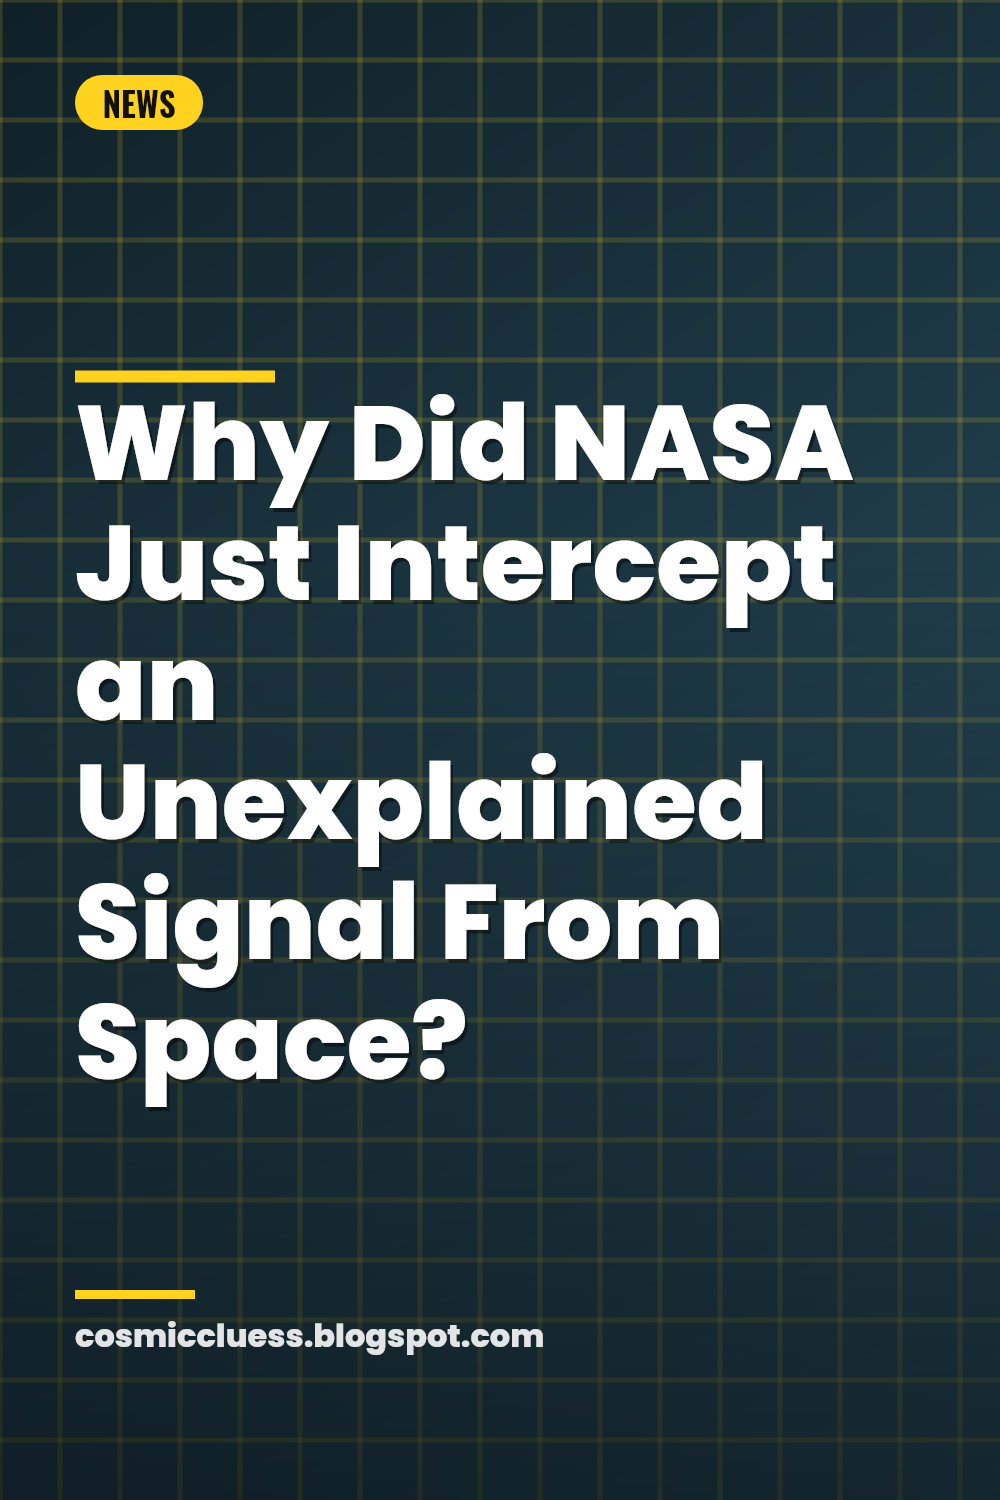 NEWS
Why Did NASA
Just Intercept
an
Unexplained
Signal From
Space?
cosmiccluess.blogspot.com